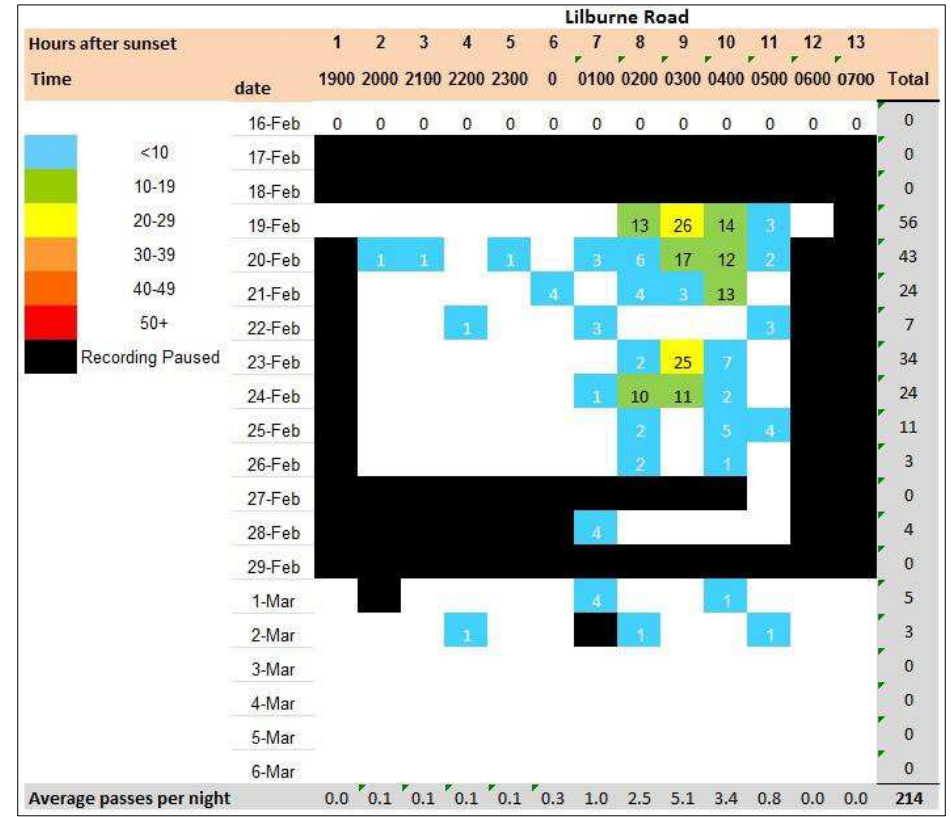 Lilburne Road
Hours after sunset 1 2 3 4 5 6 7 8 9 10 11 12 13
Time date 1900 2000 2100 2200 2300 0 0100 0200 0300 0400 0500 0600 0700 Total
16-Feb 0 0 0 0 0 0 0 0 0 0 0 0 0 0
<10 17-Feb 0
10-19 18-Feb 0
20-29 19-Feb 13 26 14 3 56
30-39 20-Feb 1 1 1 3 6 17 12 2 43
40-49 21-Feb 4 4 3 13 24
50+ 22-Feb 1 3 3 7
Recording Paused 23-Feb 2 25 7 34
24-Feb 1 10 11 2 24
25-Feb 2 5 4 11
26-Feb 2 1 3
27-Feb 0
28-Feb 4 4
29-Feb 0
1-Mar 4 1 5
2-Mar 1 1 1 3
3-Mar 0
4-Mar 0
5-Mar 0
6-Mar 0
Average passes per night 0.0 0.1 0.1 0.1 0.1 0.3 1.0 2.5 5.1 3.4 0.8 0.0 0.0 214